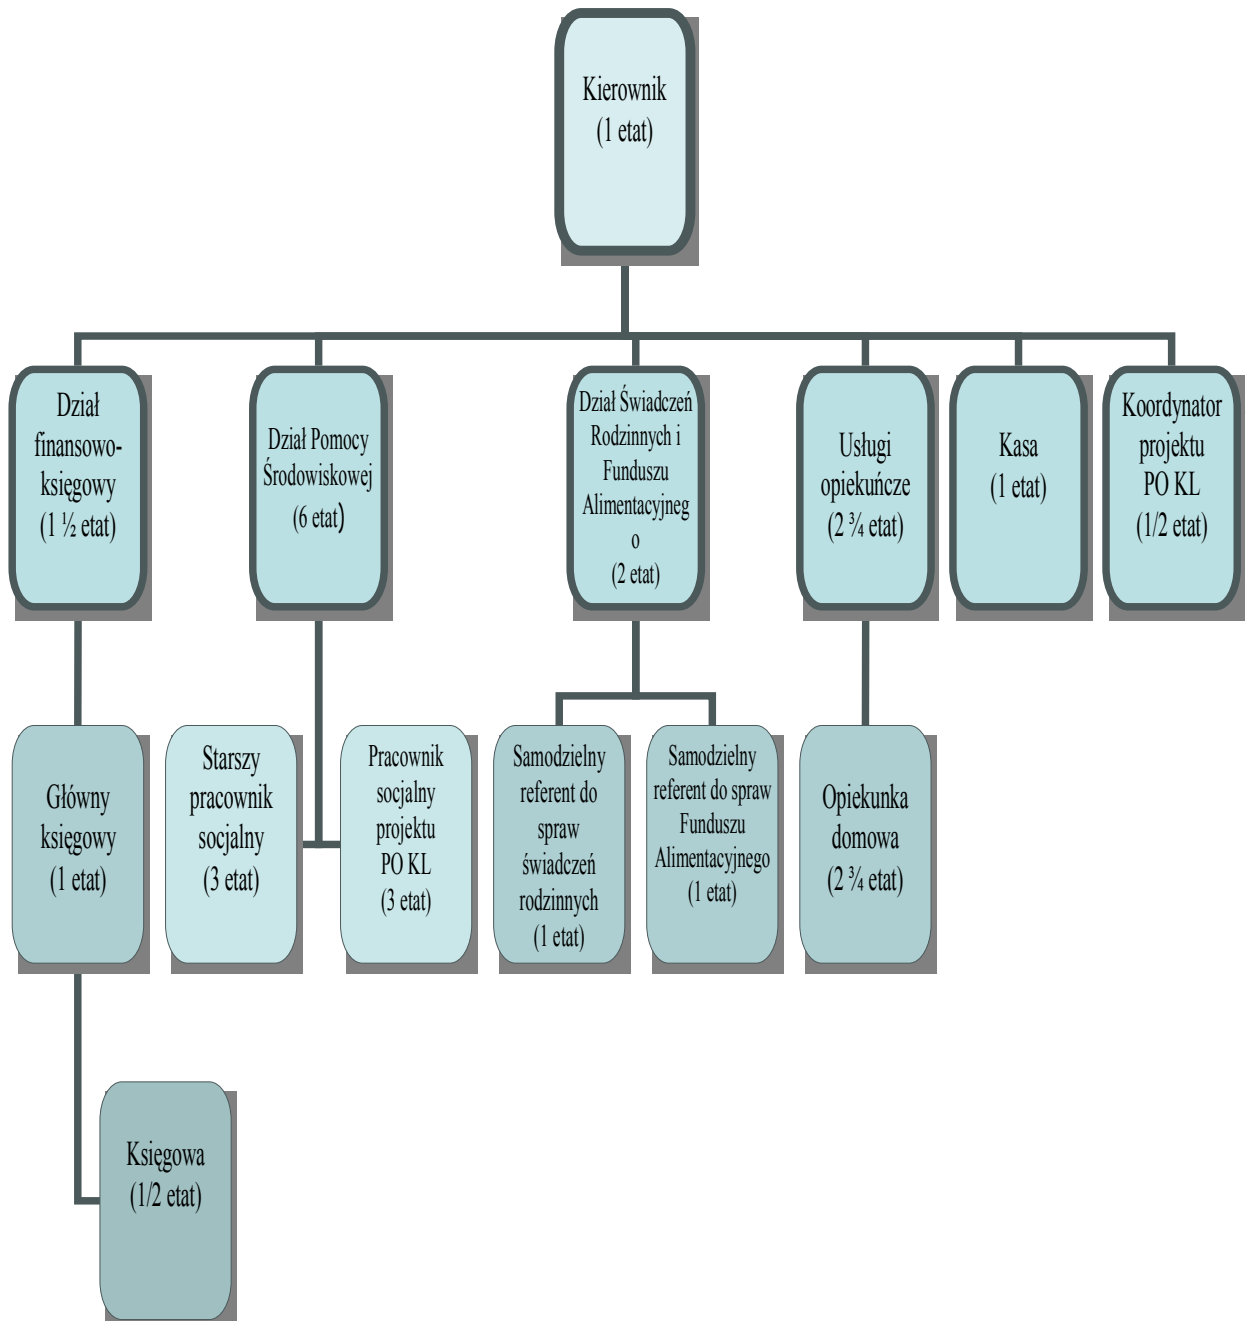 Kierownik
(1 etat)
Dział
finansowo-
księgowy
(1 ½ etat)
Dział Pomocy
Środowiskowej
(6 etat)
Dział Świadczeń
Rodzinnych i
Funduszu
Alimentacyjneg
o
(2 etat)
Usługi
opiekuńcze
(2 ¾ etat)
Kasa
(1 etat)
Koordynator
projektu
PO KL
(1/2 etat)
Główny
księgowy
(1 etat)
Starszy
pracownik
socjalny
(3 etat)
Pracownik
socjalny
projektu
PO KL
(3 etat)
Samodzielny
referent do
spraw
świadczeń
rodzinnych
(1 etat)
Samodzielny
referent do spraw
Funduszu
Alimentacyjnego
(1 etat)
Opiekunka
domowa
(2 ¾ etat)
Księgowa
(1/2 etat)